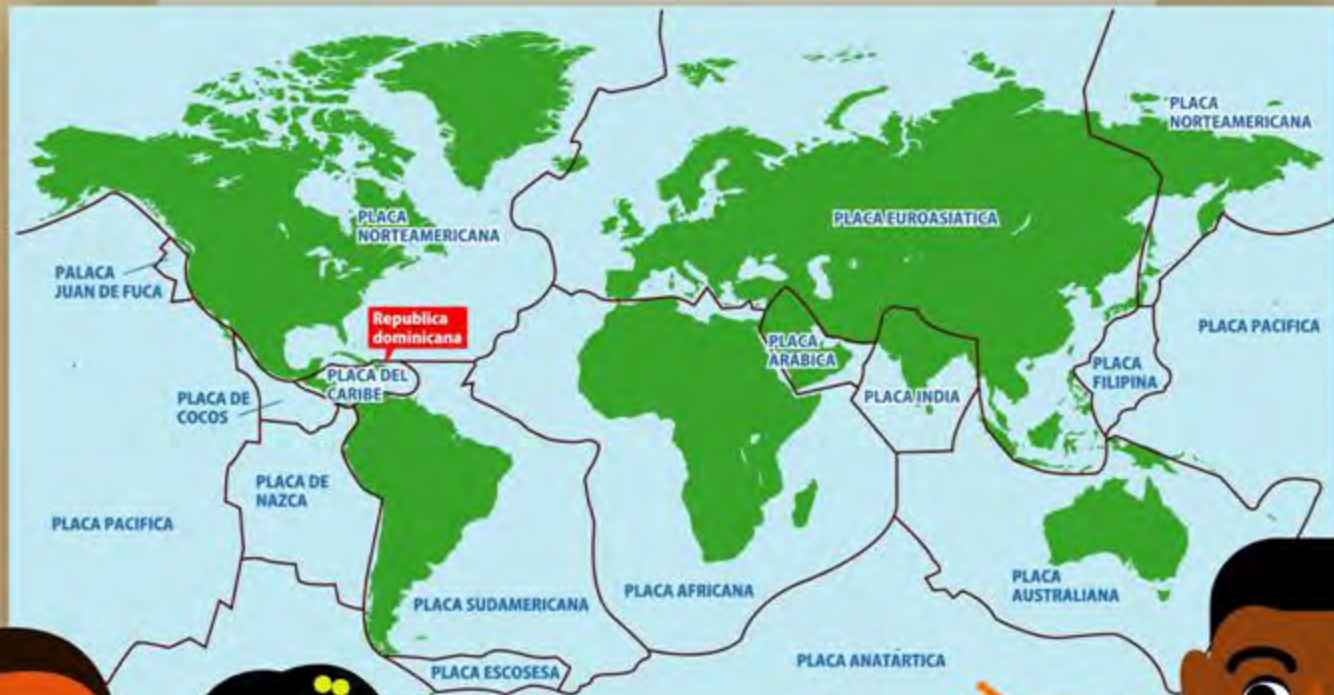 PLACA
NORTEAMERICANA
PLACA
NORTEAMERICANA
PLACA EUROASIATICA
PALACA
JUAN DE FUCA
Republica
dominicana
PLACA PACIFICA
PLACA
ARÁBICA
PLACA
FILIPINA
PLACA DEL
CARIBE
PLACA DE
COCOS
PLACA INDIA
PLACA DE
NAZCA
PLACA PACIFICA
PLACA SUDAMERICANA
PLACA AFRICANA
PLACA
AUSTRALIANA
PLACA ESCOSESA
PLACA ANATÁRTICA